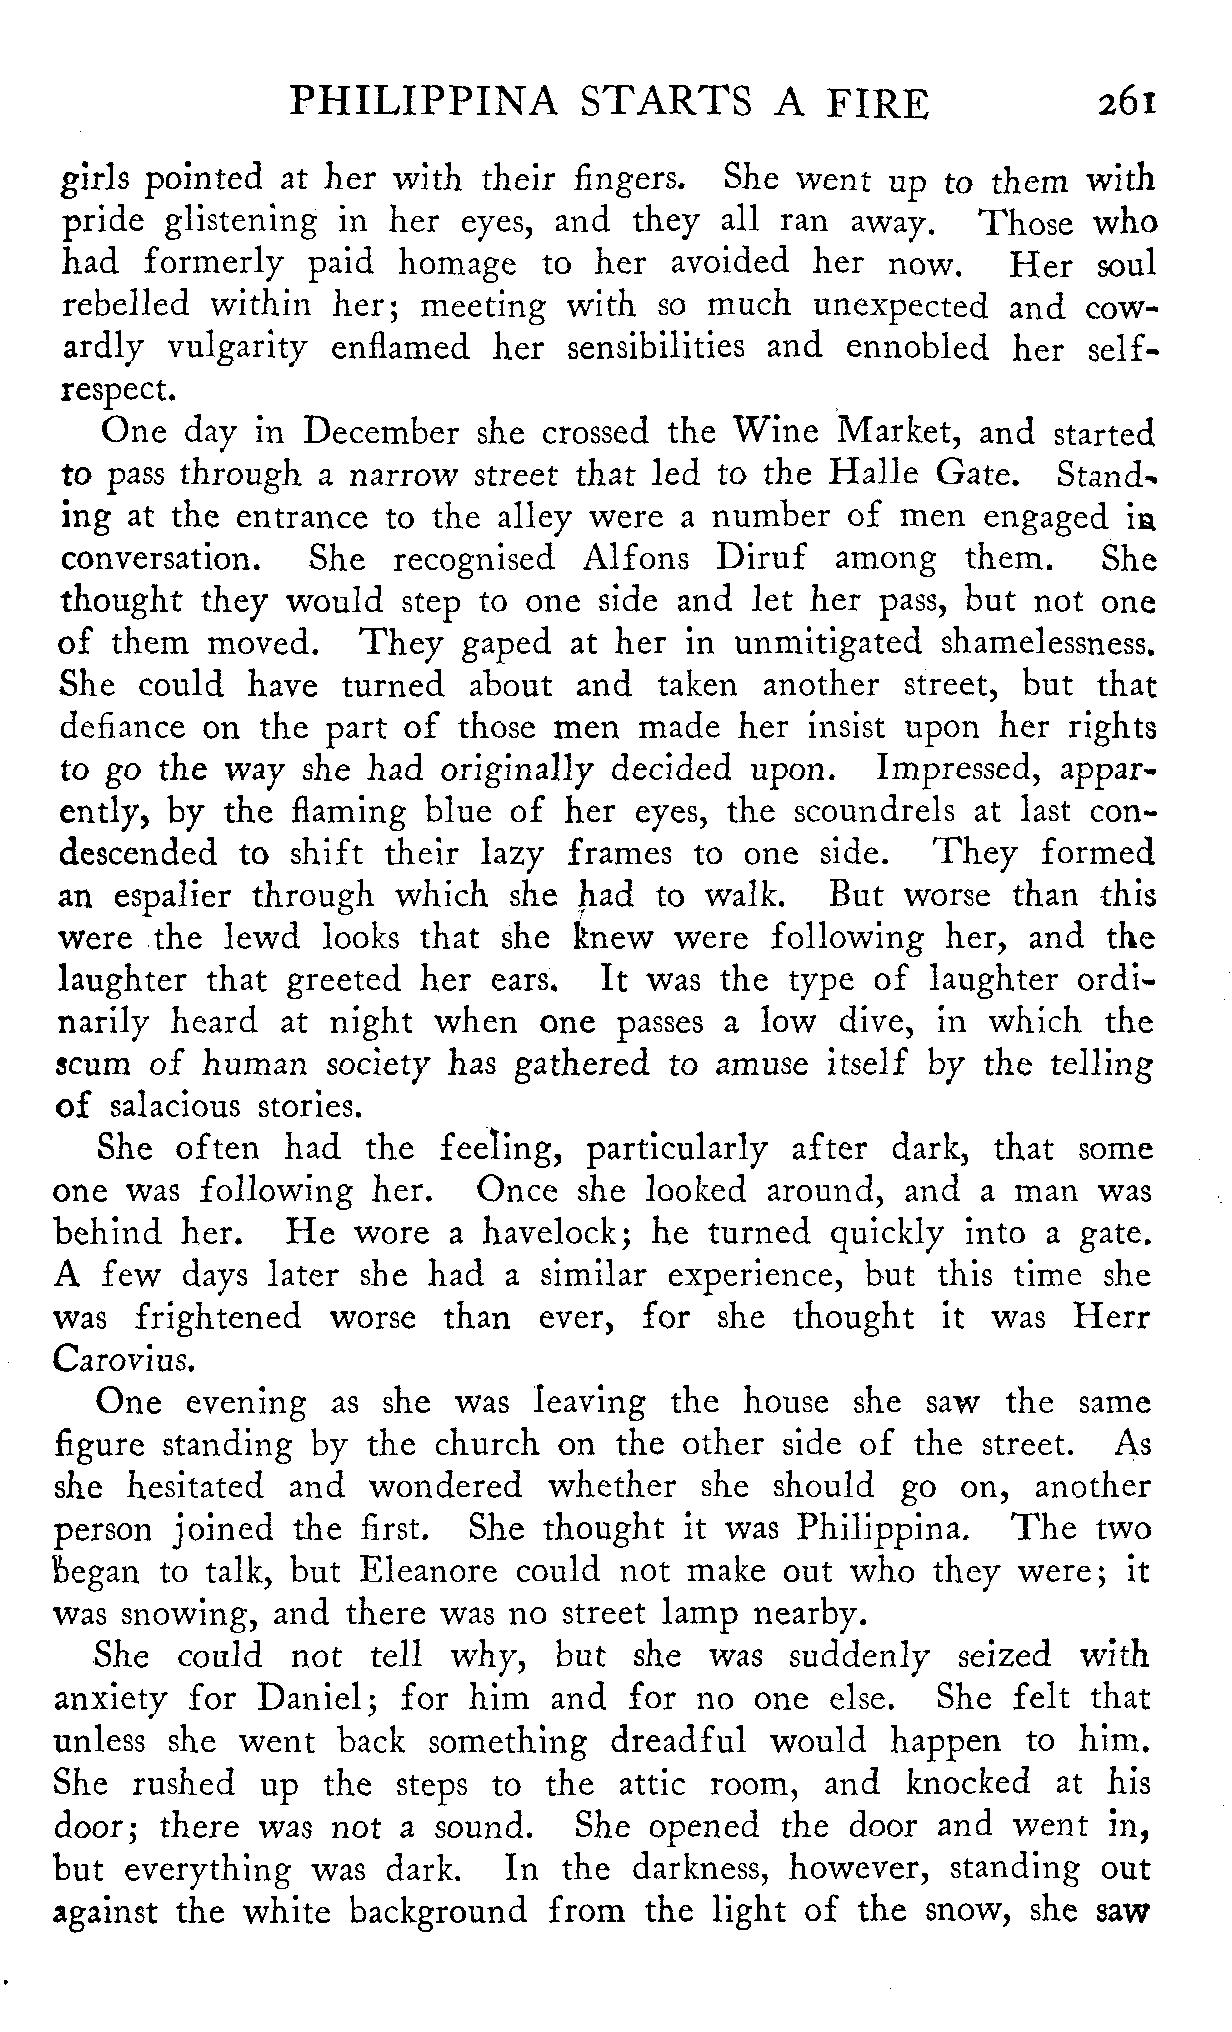 PHILIPPINA STARTS A FIRE 261
girls pointed at her with their fingers. She went up to them with
pride glistening in her eyes, and they all ran away. Those who
had formerly paid homage to her avoided her now. Her soul
rebelled within her; meeting with so much unexpected and cow-
ardly vulgarity enflamed her sensibilities and ennobled her self-
respect.
One day in December she crossed the Wine Market, and started
to pass through a narrow street that led to the Halle Gate. Stand-
ing at the entrance to the alley were a number of men engaged in
conversation. She recognised Alfons Diruf among them. She
thought they would step to one side and let her pass, but not one
of them moved. They gaped at her in unmitigated shamelessness.
She could have turned about and taken another street, but that
defiance on the part of those men made her insist upon her rights
to go the way she had originally decided upon. Impressed, appar-
ently, by the flaming blue of her eyes, the scoundrels at last con-
descended to shift their lazy frames to one side. They formed
an espalier through which she had to walk. But worse than this
were the lewd looks that she knew were following her, and the
laughter that greeted her ears. It was the type of laughter ordi-
narily heard at night when one passes a low dive, in which the
scum of human society has gathered to amuse itself by the telling
of salacious stories.
She often had the feeling, particularly after dark, that some
one was following her. Once she looked around, and a man was
behind her. He wore a havelock; he turned quickly into a gate.
A few days later she had a similar experience, but this time she
was frightened worse than ever, for she thought it was Herr
Carovius.
One evening as she was leaving the house she saw the same
figure standing by the church on the other side of the street. As
she hesitated and wondered whether she should go on, another
person joined the first. She thought it was Philippina. The two
began to talk, but Eleanore could not make out who they were; it
was snowing, and there was no street lamp nearby.
She could not tell why, but she was suddenly seized with
anxiety for Daniel; for him and for no one else. She felt that
unless she went back something dreadful would happen to him.
She rushed up the steps to the attic room, and knocked at his
door; there was not a sound. She opened the door and went in,
but everything was dark. In the darkness, however, standing out
against the white background from the light of the snow, she saw